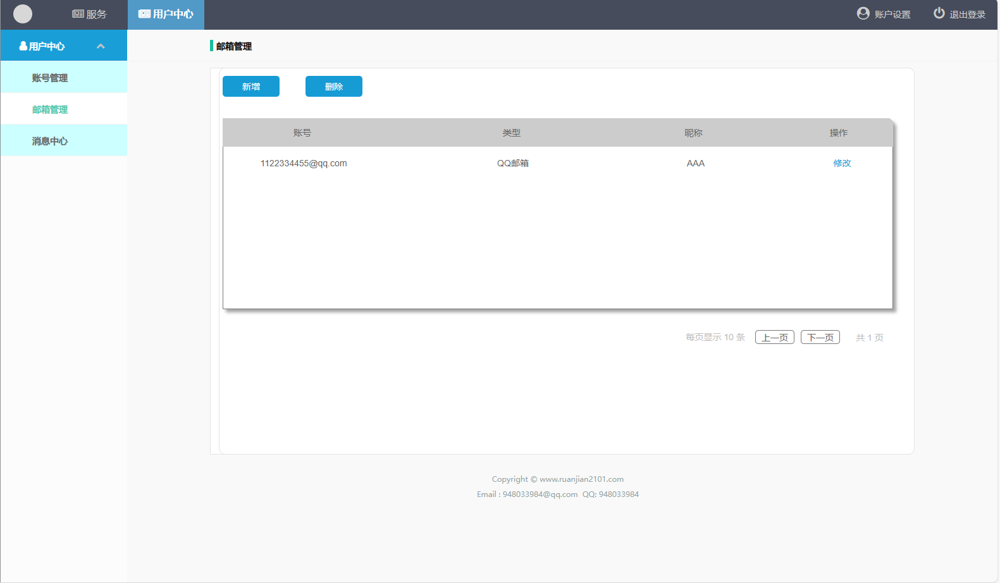 服务 用户中心 账户设置 退出登录
用户中心
账号管理
邮箱管理
消息中心
邮箱管理
新增 删除
账号 类型 昵称 操作
1122334455@qq.com QQ邮箱 AAA 修改
每页显示 10 条 上一页 下一页 共 1 页
Copyright © www.ruanjian2101.com
Email : 948033984@qq.com QQ: 948033984